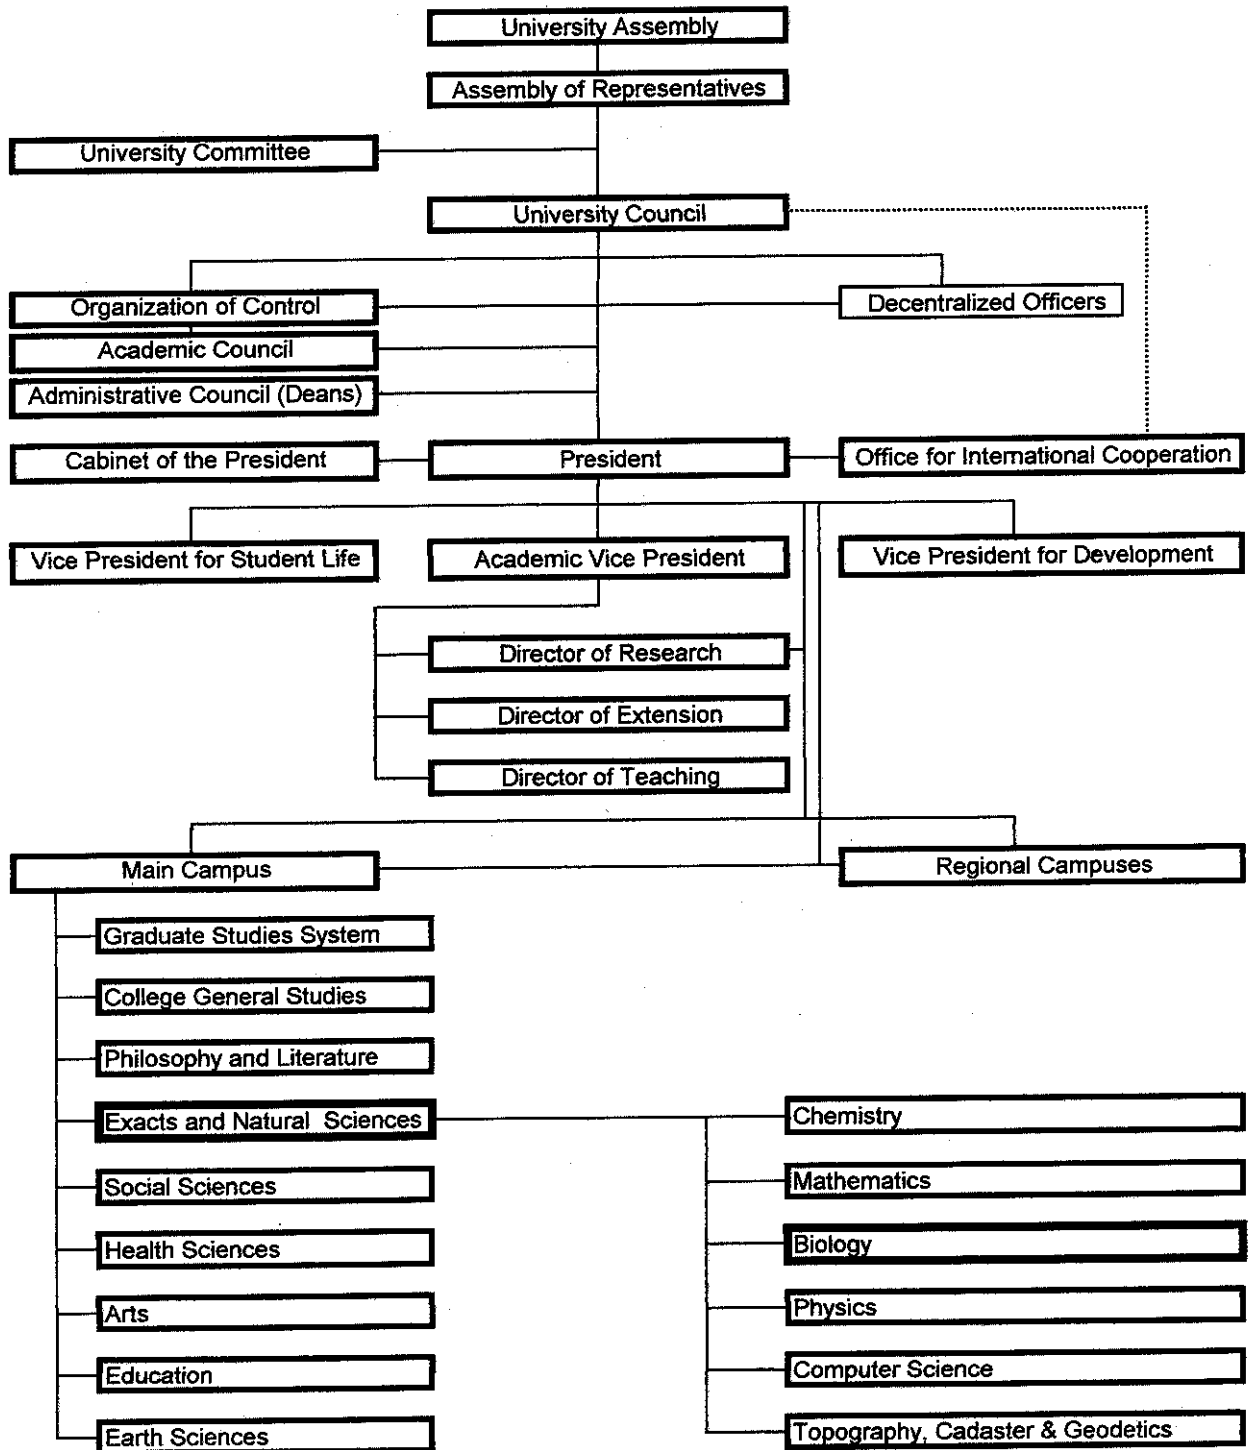 University Assembly
Assembly of Representatives
University Committee
University Council
Organization of Control
Decentralized Officers
Academic Council
Administrative Council (Deans)
Cabinet of the President
President
Office for International Cooperation
Vice President for Student Life
Academic Vice President
Vice President for Development
Director of Research
Director of Extension
Director of Teaching
Main Campus
Regional Campuses
Graduate Studies System
College General Studies
Philosophy and Literature
Exacts and Natural Sciences
Chemistry
Social Sciences
Mathematics
Health Sciences
Biology
Arts
Physics
Education
Computer Science
Earth Sciences
Topography, Cadaster & Geodetics